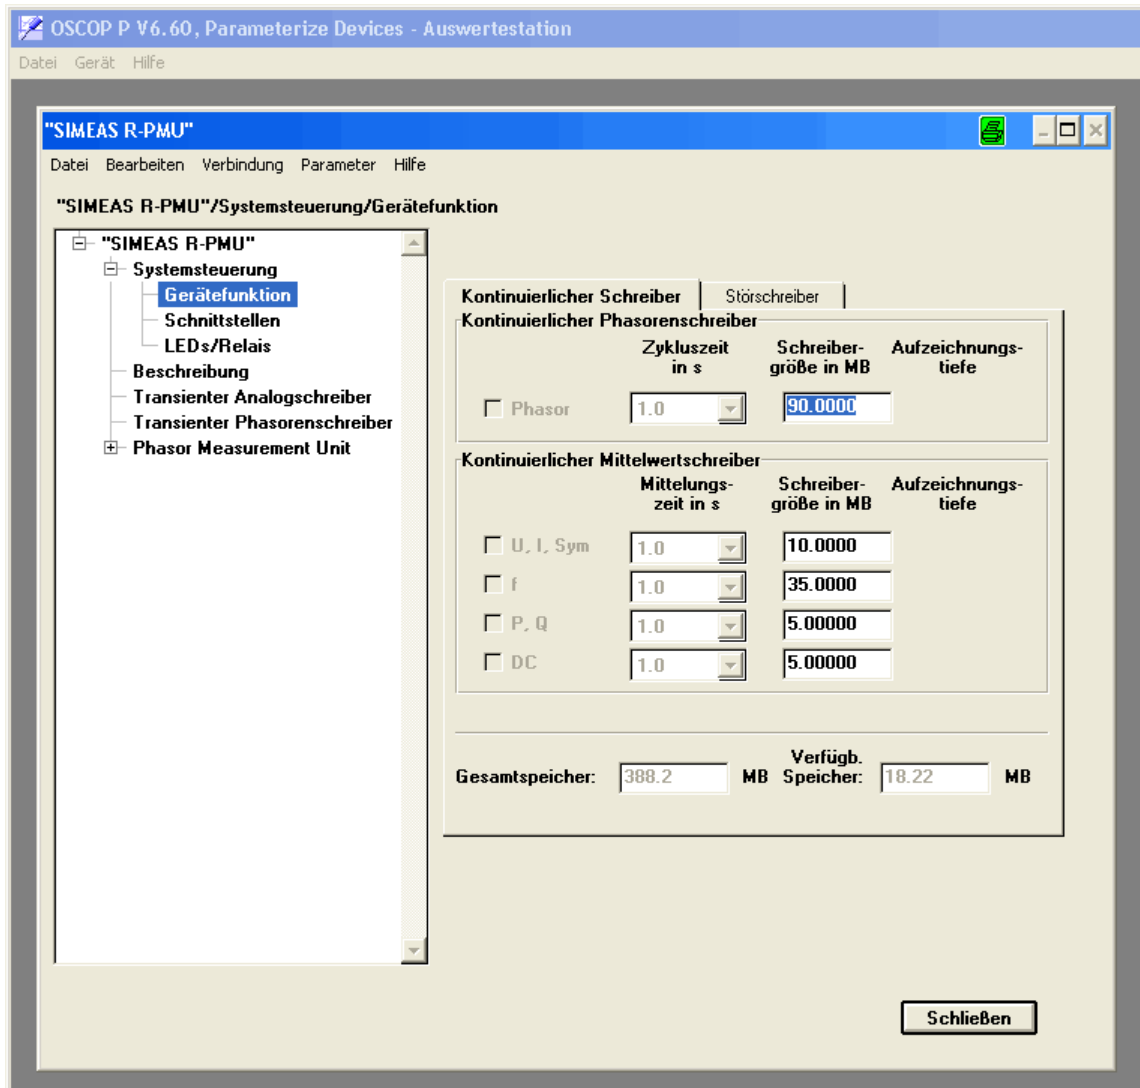 OSCOP P V6.60, Parameterize Devices - Auswertestation
Datei Gerät Hilfe
"SIMEAS R-PMU"
Datei Bearbeiten Verbindung Parameter Hilfe
"SIMEAS R-PMU"/Systemsteuerung/Gerätefunktion
"SIMEAS R-PMU"
Systemsteuerung
Gerätefunktion
Schnittstellen
LEDs/Relais
Beschreibung
Transienter Analogschreiber
Transienter Phasorenschreiber
Phasor Measurement Unit
Kontinuierlicher Schreiber Störschreiber
Kontinuierlicher Phasorenschreiber
Zykluszeit Schreiber- Aufzeichnungs-
in s größe in MB tiefe
Phasor 1.0 90.0000
Kontinuierlicher Mittelwertschreiber
Mittelungs- Schreiber- Aufzeichnungs-
zeit in s größe in MB tiefe
U, I, Sym 1.0 10.0000
f 1.0 35.0000
P, Q 1.0 5.00000
DC 1.0 5.00000
Verfügb.
Gesamtspeicher: 388.2 MB Speicher: 18.22 MB
Schließen